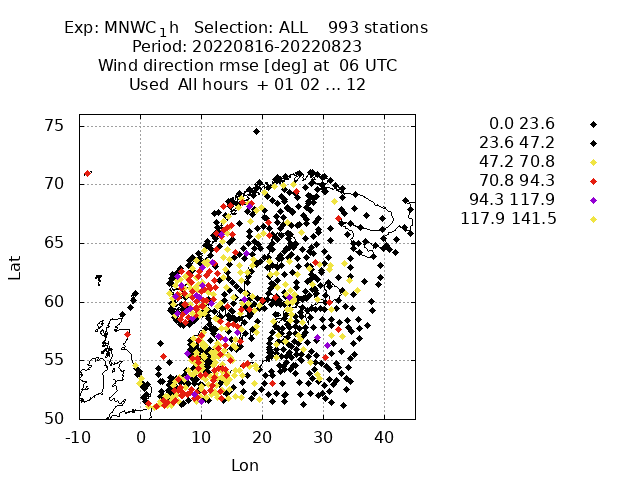 Exp: MNWC_1h   Selection: ALL    993 stations
Period: 20220816-20220823
Wind direction rmse [deg] at  06 UTC
Used  All hours  + 01 02 ... 12
0.0 23.6
23.6 47.2
47.2 70.8
70.8 94.3
94.3 117.9
117.9 141.5
75
70
65
60
55
50
Lat
-10 0 10 20 30 40
Lon